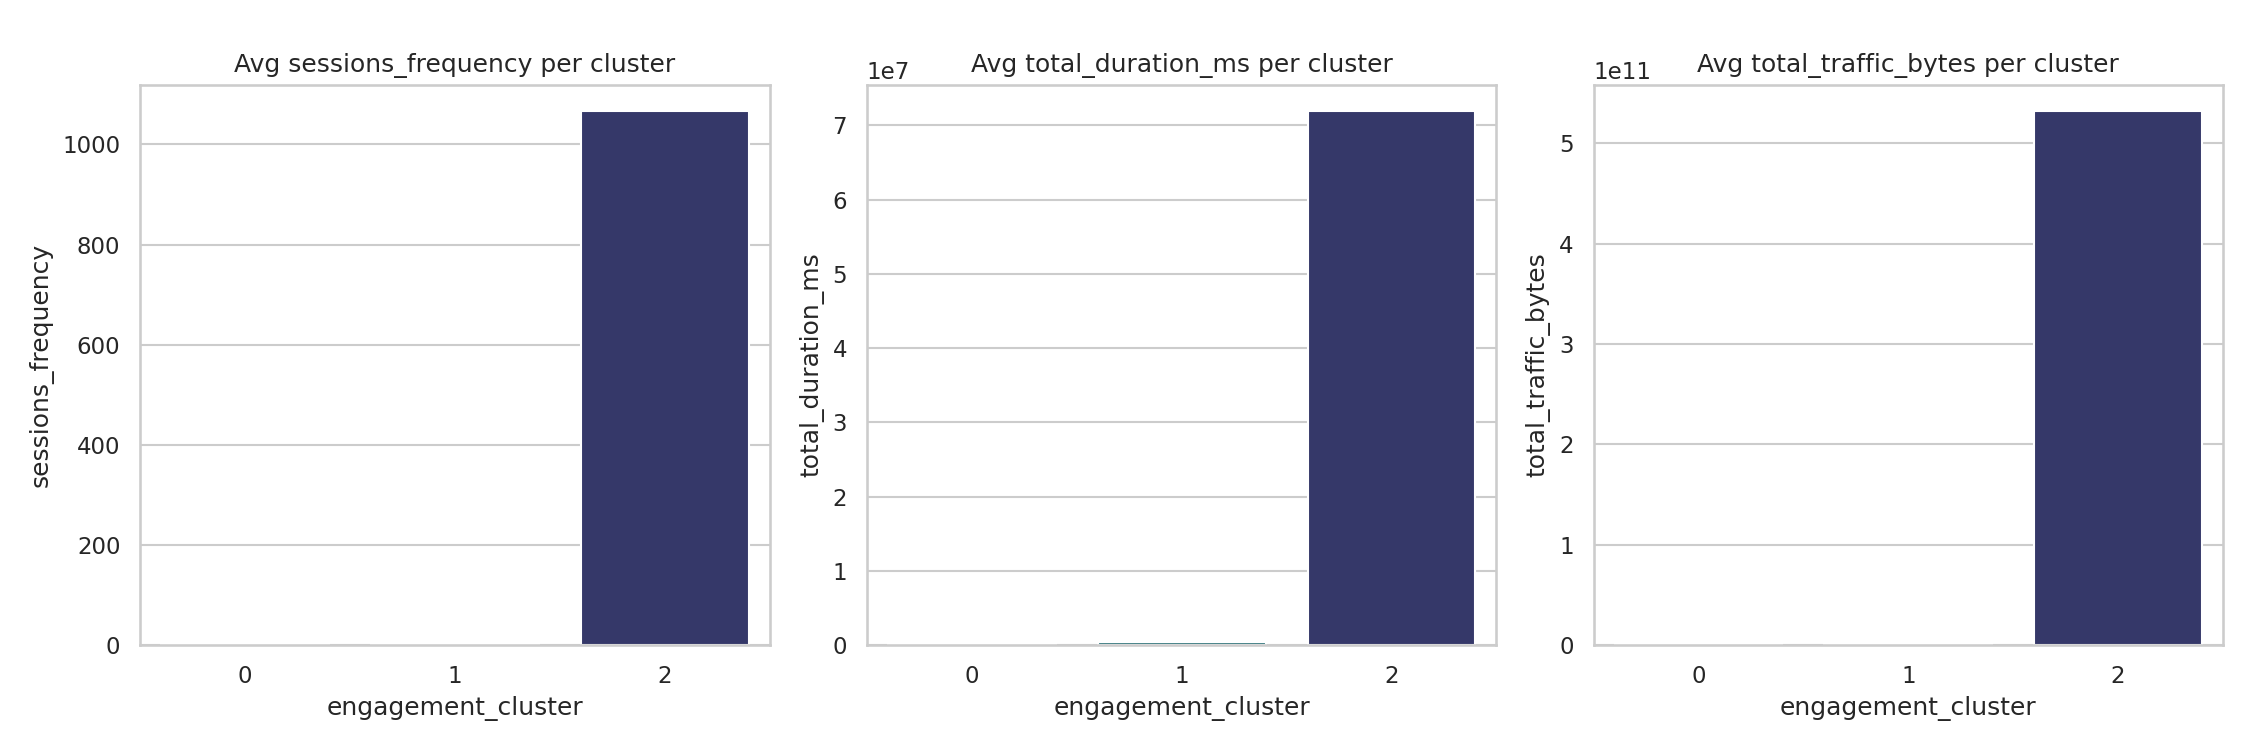 Avg sessions_frequency per cluster
sessions_frequency
1000
800
600
400
200
0
0 1 2
engagement_cluster
Avg total_duration_ms per cluster
1e7
total_duration_ms
7
6
5
4
3
2
1
0
0 1 2
engagement_cluster
Avg total_traffic_bytes per cluster
1e11
total_traffic_bytes
5
4
3
2
1
0
0 1 2
engagement_cluster